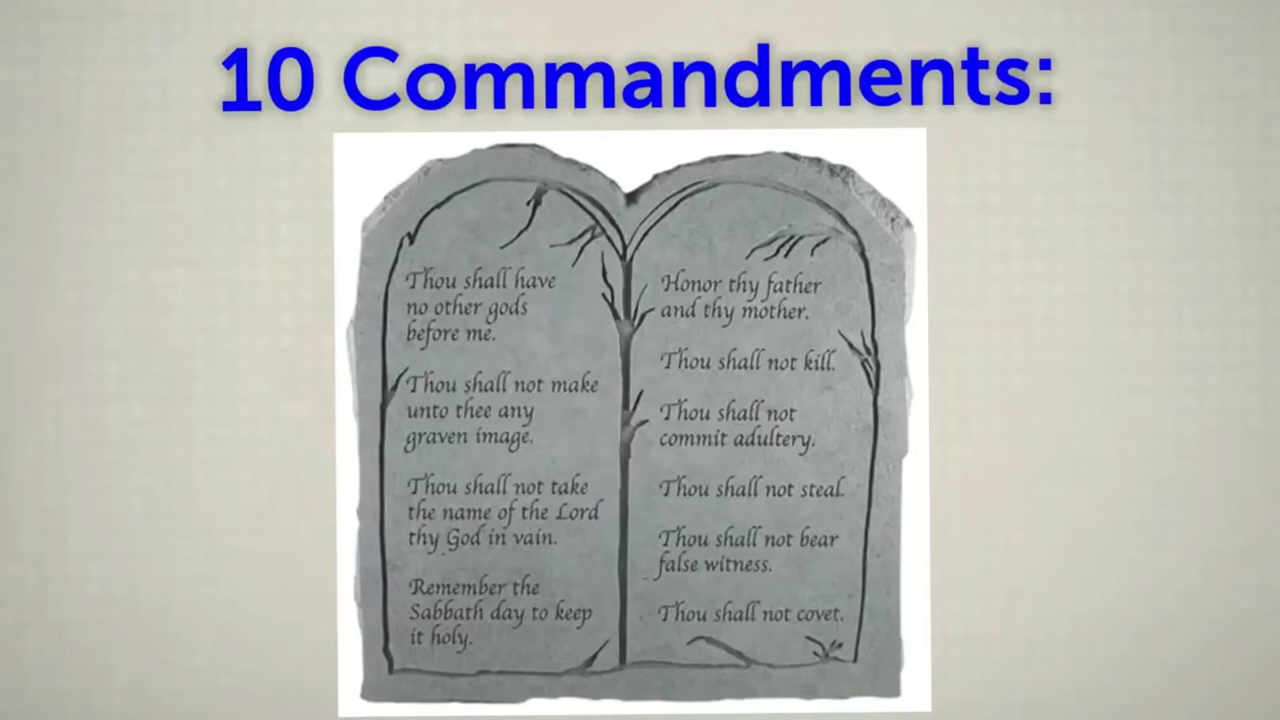 10 Commandments:
Thou shall have
no other gods
before me.
Thou shall not make
unto thee any
graven image.
Thou shall not take
the name of the Lord
thy God in vain.
Remember the
Sabbath day to keep
it holy.
Honor thy father
and thy mother.
Thou shall not kill.
Thou shall not
commit adultery.
Thou shall not steal.
Thou shall not bear
false witness.
Thou shall not covet.